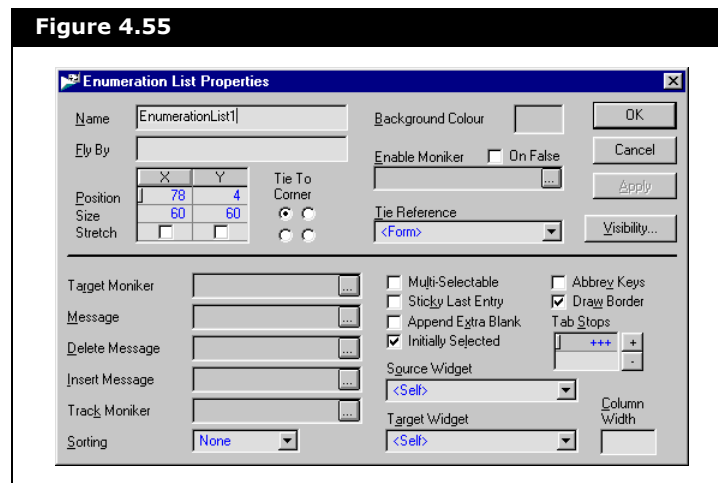 Figure 4.55
Enumeration List Properties
Name EnumerationList1
Fly By
X Y
Position 78 4
Size 60 60
Stretch
Tie To
Corner
Background Colour
Enable Moniker On False
...
Tie Reference
<Form>
OK
Cancel
Apply
Visibility...
Target Moniker ...
Message ...
Delete Message ...
Insert Message ...
Track Moniker ...
Sorting None
Multi-Selectable
Sticky Last Entry
Append Extra Blank
Initially Selected
Source Widget
<Self>
Target Widget
<Self>
Abbrev Keys
Draw Border
Tab Stops
+++ +
-
Column
Width